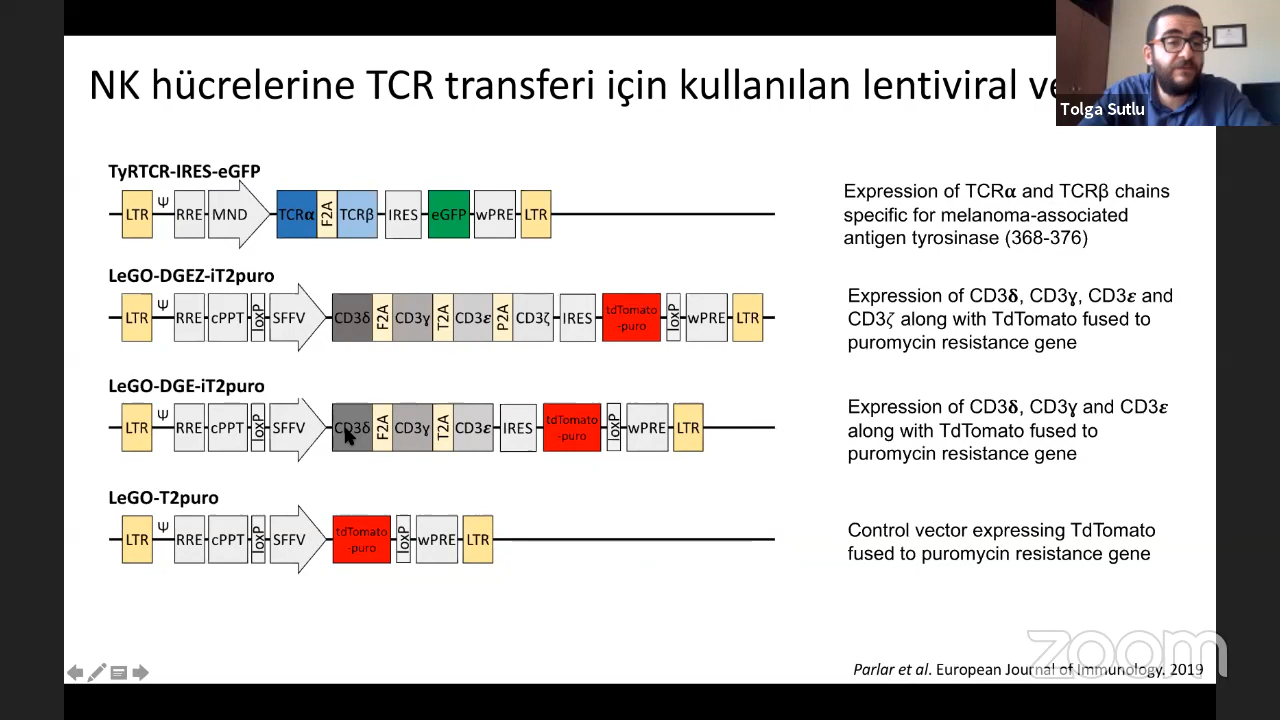 NK hücrelerine TCR transferi için kullanılan lentiviral
Tolga Sutlu
TyRTCR-IRES-eGFP
LTR Ψ RRE MND TCRα F2A TCRβ IRES eGFP wPRE LTR
Expression of TCRα and TCRβ chains
specific for melanoma-associated
antigen tyrosinase (368-376)
LeGO-DGEZ-iT2puro
LTR Ψ RRE cPPT loxP SFFV CD3δ F2A CD3ɣ T2A CD3ε P2A CD3ζ IRES tdTomato
-puro loxP wPRE LTR
Expression of CD3δ, CD3ɣ, CD3ε and
CD3ζ along with TdTomato fused to
puromycin resistance gene
LeGO-DGE-iT2puro
LTR Ψ RRE cPPT loxP SFFV CD3δ F2A CD3ɣ T2A CD3ε IRES tdTomato
-puro loxP wPRE LTR
Expression of CD3δ, CD3ɣ and CD3ε
along with TdTomato fused to
puromycin resistance gene
LeGO-T2puro
LTR Ψ RRE cPPT loxP SFFV tdTomato
-puro loxP wPRE LTR
Control vector expressing TdTomato
fused to puromycin resistance gene
zoom
Parlar et al. European Journal of Immunology. 2019